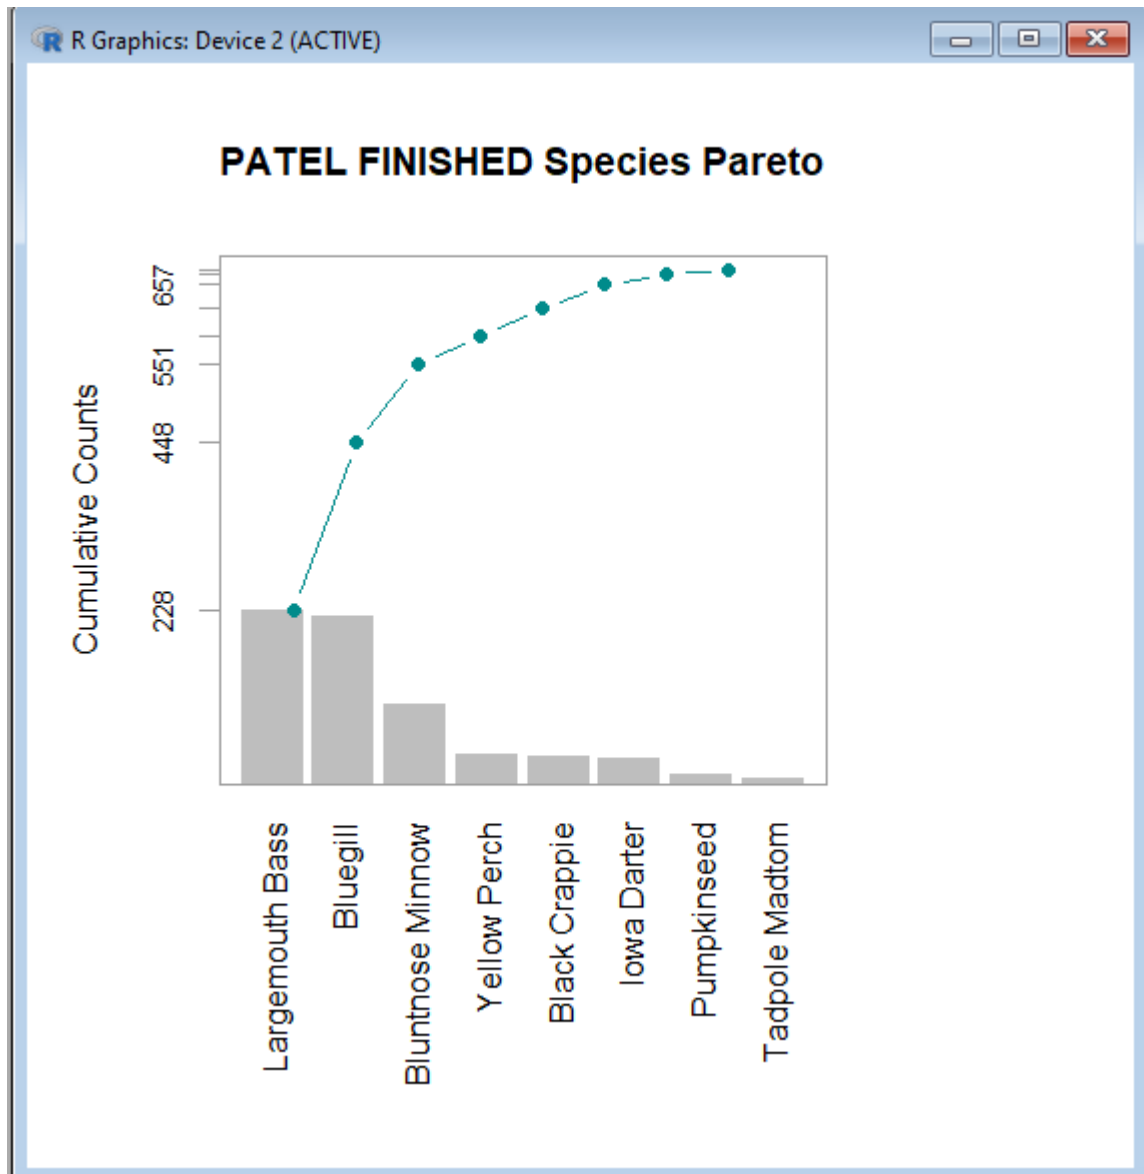 R Graphics: Device 2 (ACTIVE)
PATEL FINISHED Species Pareto
Cumulative Counts
657
551
448
228
Largemouth Bass
Bluegill
Bluntnose Minnow
Yellow Perch
Black Crappie
Iowa Darter
Pumpkinseed
Tadpole Madtom